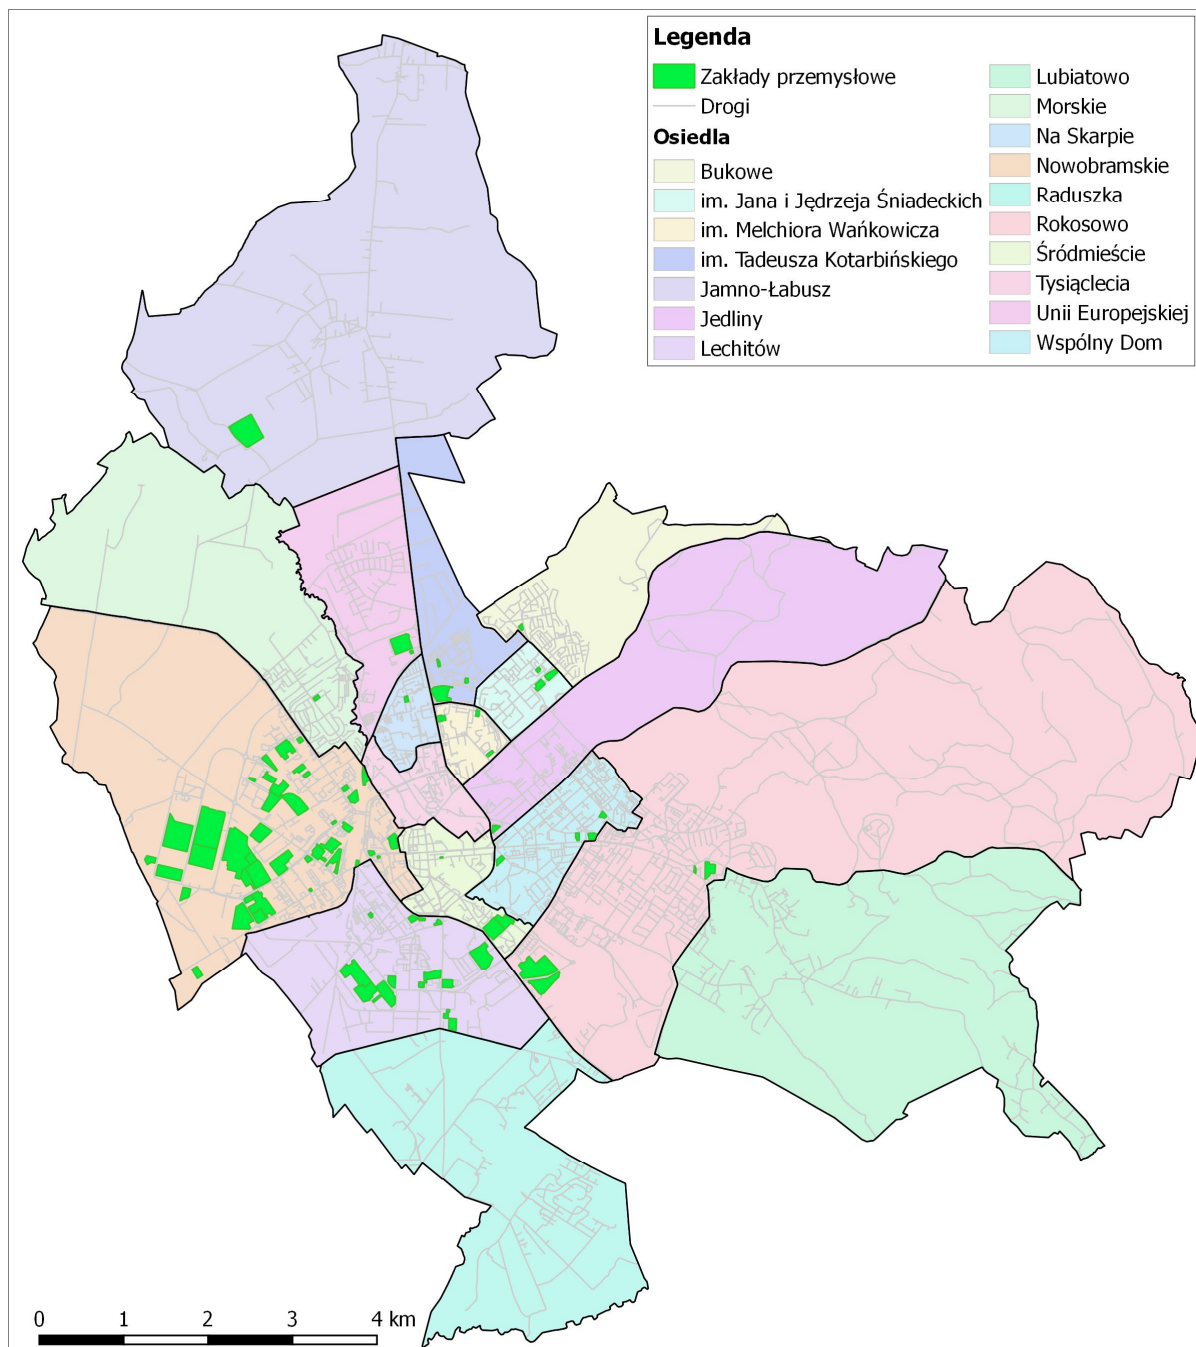 Legenda
Zakłady przemysłowe
Drogi
Osiedla
Bukowe
im. Jana i Jędrzeja Śniadeckich
im. Melchiora Wańkowicza
im. Tadeusza Kotarbińskiego
Jamno-Łabusz
Jedliny
Lechitów
Lubiatowo
Morskie
Na Skarpie
Nowobramskie
Raduszka
Rokosowo
Śródmieście
Tysiąclecia
Unii Europejskiej
Wspólny Dom
0 1 2 3 4 km